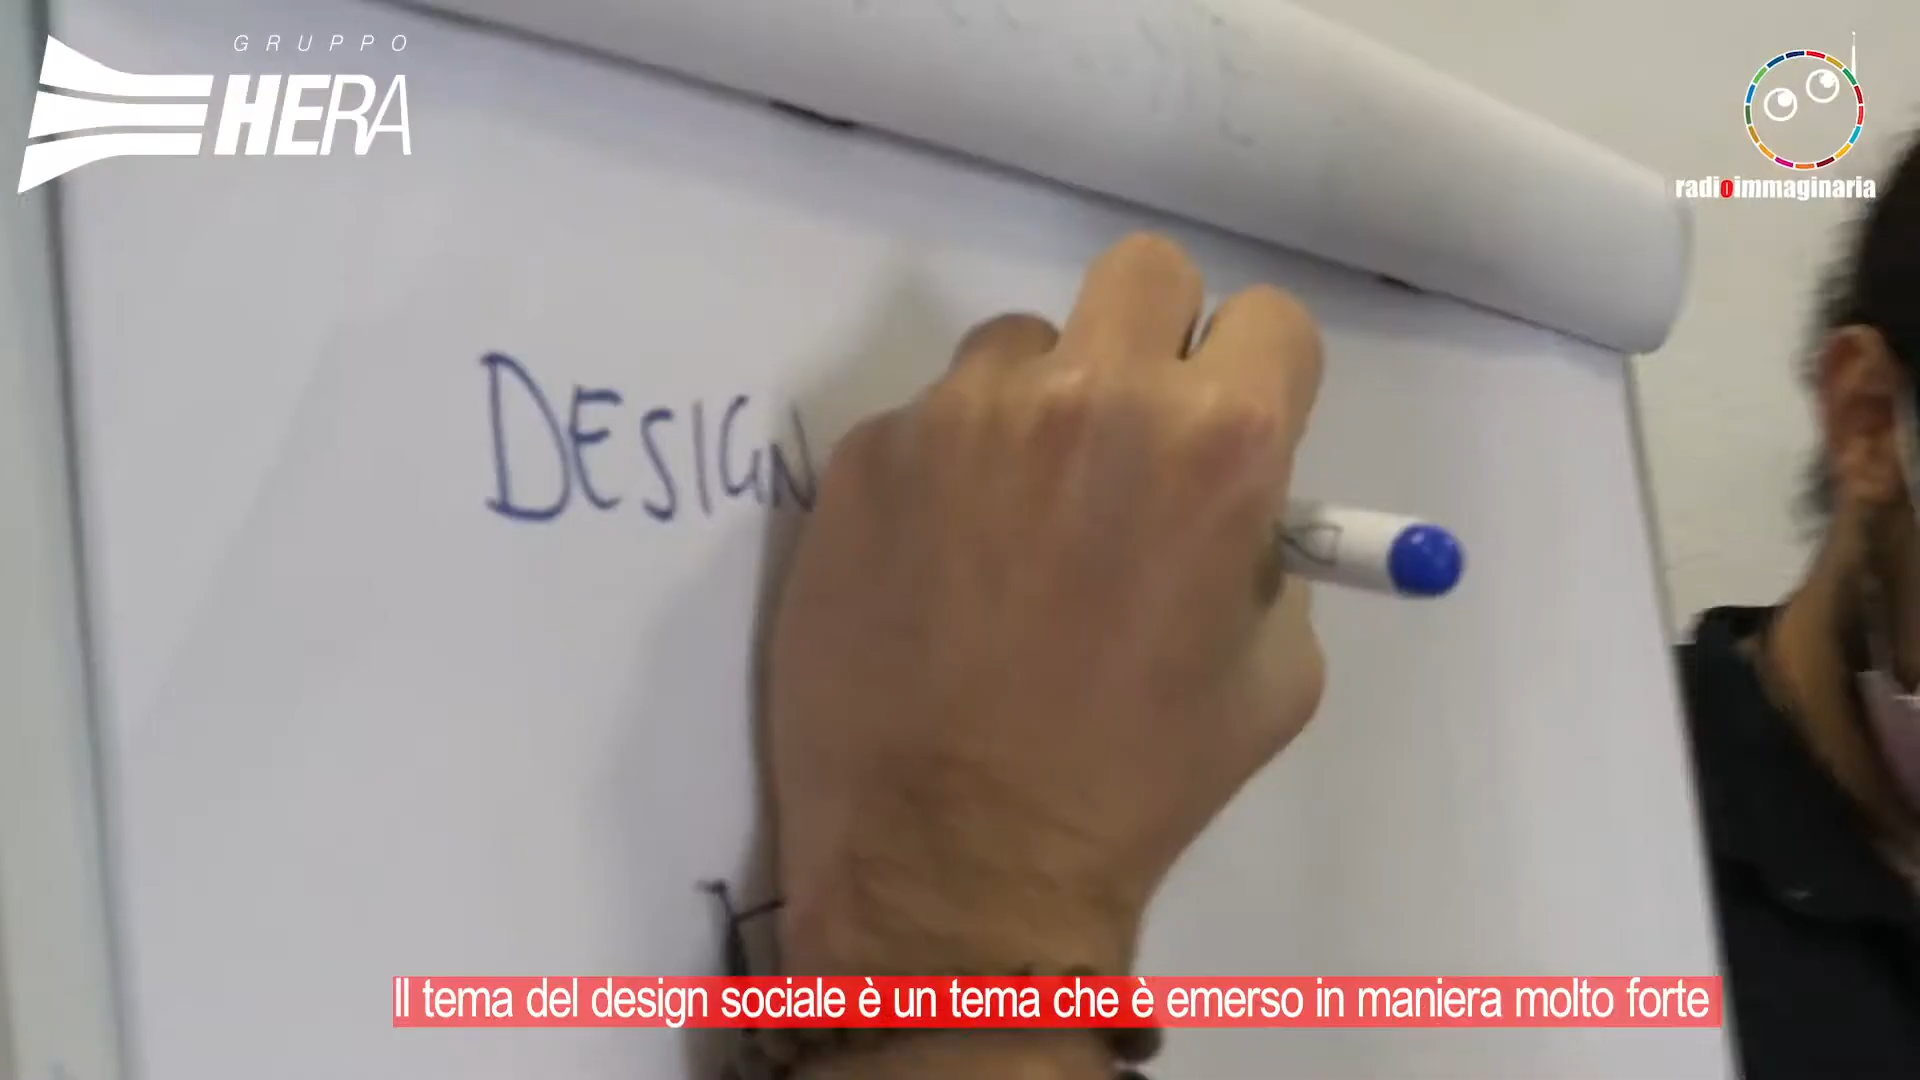 GRUPPO
HERA
radioimmaginaria
DESIGN
Il tema del design sociale è un tema che è emerso in maniera molto forte